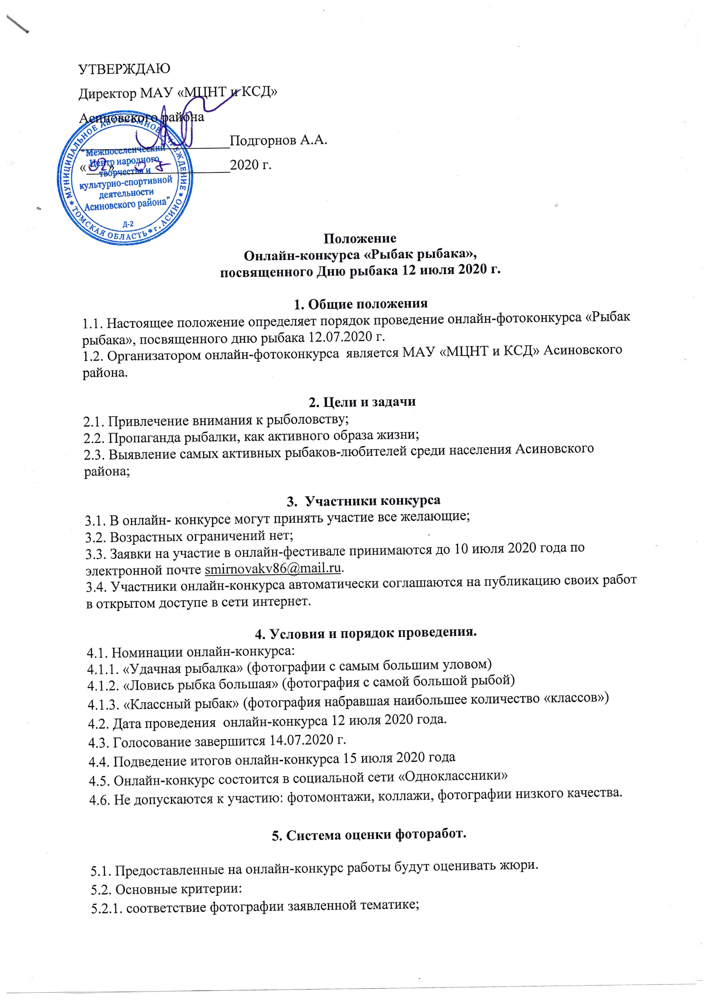 УТВЕРЖДАЮ
Директор МАУ «МЦНТ и КСД»
Асиновского района
Подгорнов А.А.
«02» 07 2020 г.
* МУНИЦИПАЛЬНОЕ АВТОНОМНОЕ УЧРЕЖДЕНИЕ *
ТОМСКАЯ ОБЛАСТЬ * г. АСИНО
"Межпоселенческий
Центр народного
творчества и
культурно-спортивной
деятельности
Асиновского района"
Д-2
Положение
Онлайн-конкурса «Рыбак рыбака»,
посвященного Дню рыбака 12 июля 2020 г.
1. Общие положения
1.1. Настоящее положение определяет порядок проведение онлайн-фотоконкурса «Рыбак
рыбака», посвященного дню рыбака 12.07.2020 г.
1.2. Организатором онлайн-фотоконкурса является МАУ «МЦНТ и КСД» Асиновского
района.
2. Цели и задачи
2.1. Привлечение внимания к рыболовству;
2.2. Пропаганда рыбалки, как активного образа жизни;
2.3. Выявление самых активных рыбаков-любителей среди населения Асиновского
района;
3. Участники конкурса
3.1. В онлайн- конкурсе могут принять участие все желающие;
3.2. Возрастных ограничений нет;
3.3. Заявки на участие в онлайн-фестивале принимаются до 10 июля 2020 года по
электронной почте smirnovakv86@mail.ru.
3.4. Участники онлайн-конкурса автоматически соглашаются на публикацию своих работ
в открытом доступе в сети интернет.
4. Условия и порядок проведения.
4.1. Номинации онлайн-конкурса:
4.1.1. «Удачная рыбалка» (фотографии с самым большим уловом)
4.1.2. «Ловись рыбка большая» (фотография с самой большой рыбой)
4.1.3. «Классный рыбак» (фотография набравшая наибольшее количество «классов»)
4.2. Дата проведения онлайн-конкурса 12 июля 2020 года.
4.3. Голосование завершится 14.07.2020 г.
4.4. Подведение итогов онлайн-конкурса 15 июля 2020 года
4.5. Онлайн-конкурс состоится в социальной сети «Одноклассники»
4.6. Не допускаются к участию: фотомонтажи, коллажи, фотографии низкого качества.
5. Система оценки фоторабот.
5.1. Предоставленные на онлайн-конкурс работы будут оценивать жюри.
5.2. Основные критерии:
5.2.1. соответствие фотографии заявленной тематике;